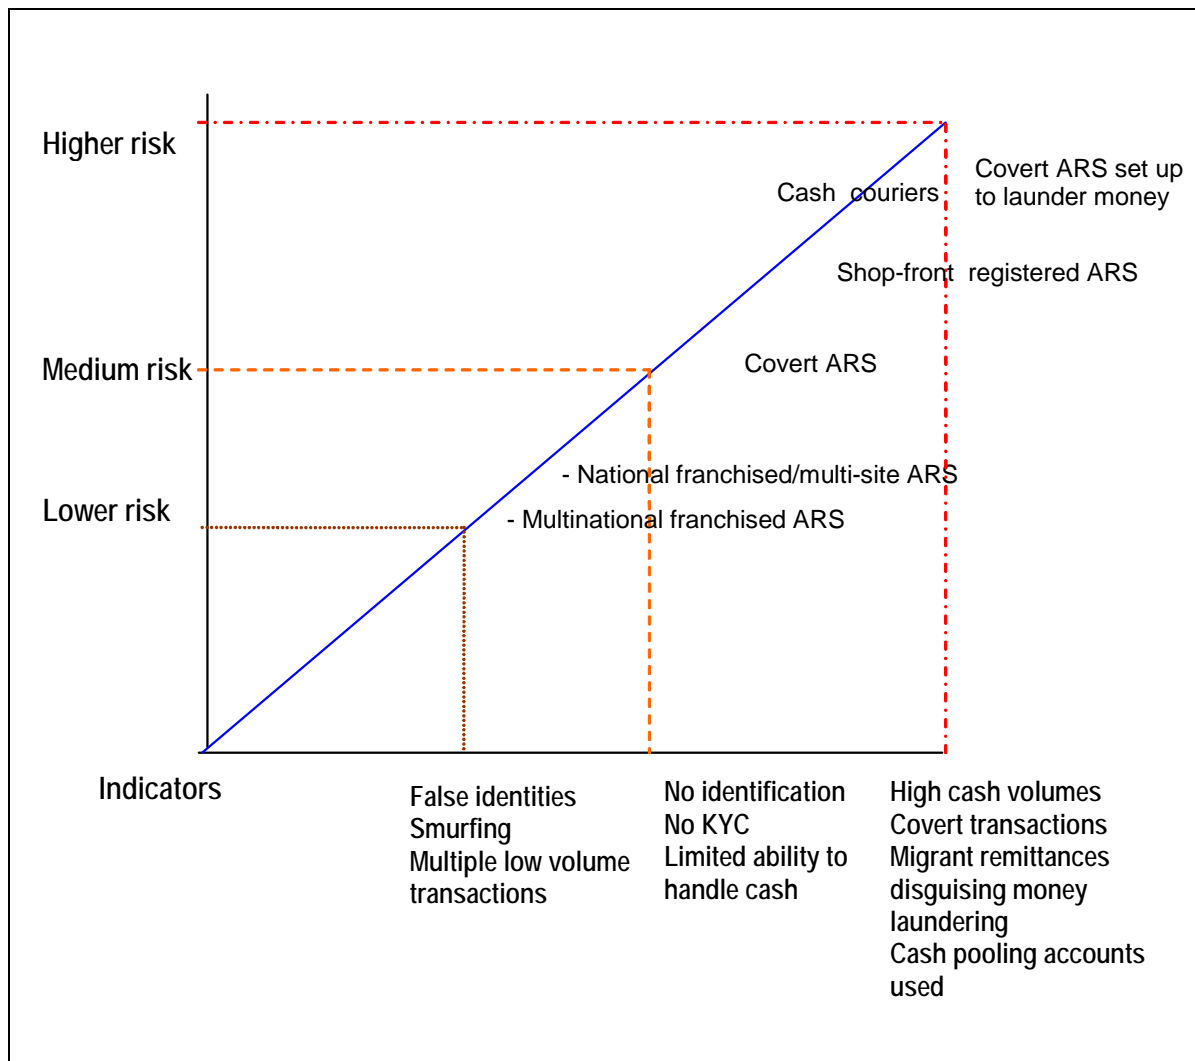 Higher risk
Covert ARS set up
to launder money
Cash couriers
Shop-front registered ARS
Medium risk
Covert ARS
- National franchised/multi-site ARS
Lower risk
- Multinational franchised ARS
Indicators
False identities
Smurfing
Multiple low volume
transactions
No identification
No KYC
Limited ability to
handle cash
High cash volumes
Covert transactions
Migrant remittances
disguising money
laundering
Cash pooling accounts
used